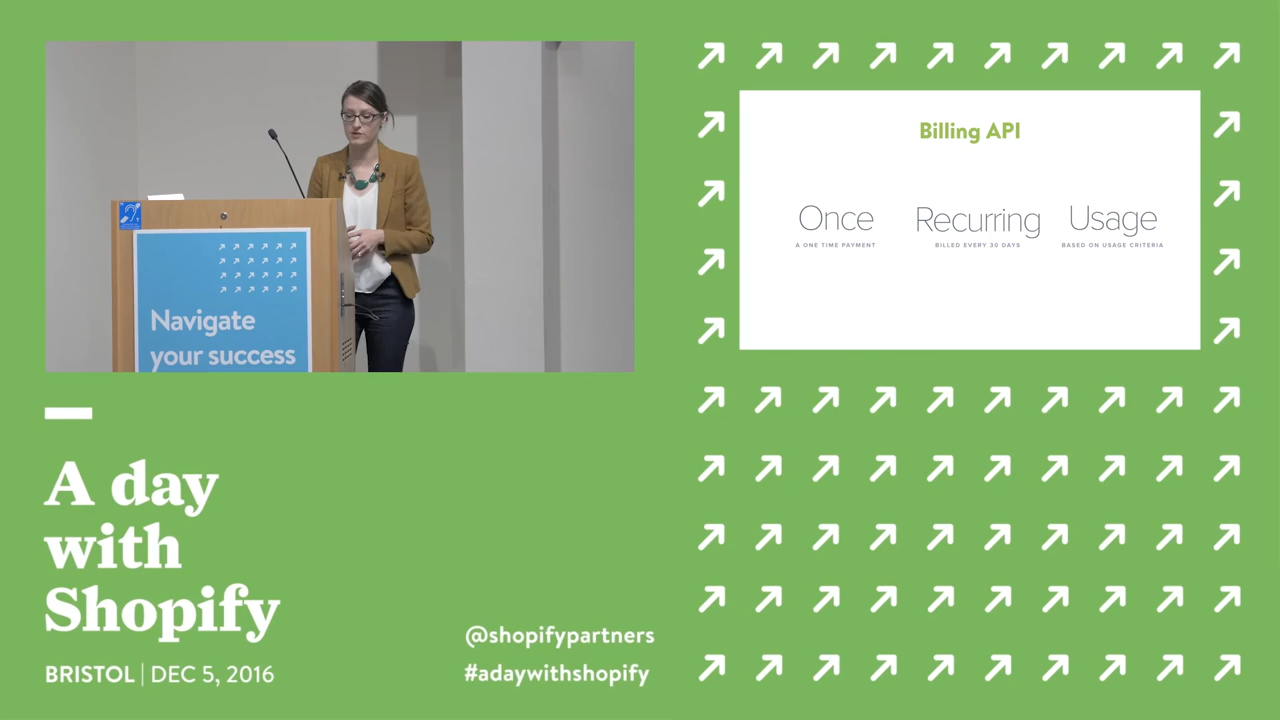 Navigate
your success
Billing API
Once
A ONE TIME PAYMENT
Recurring
BILLED EVERY 30 DAYS
Usage
BASED ON USAGE CRITERIA
A day
with
Shopify
BRISTOL | DEC 5, 2016
@shopifypartners
#adaywithshopify